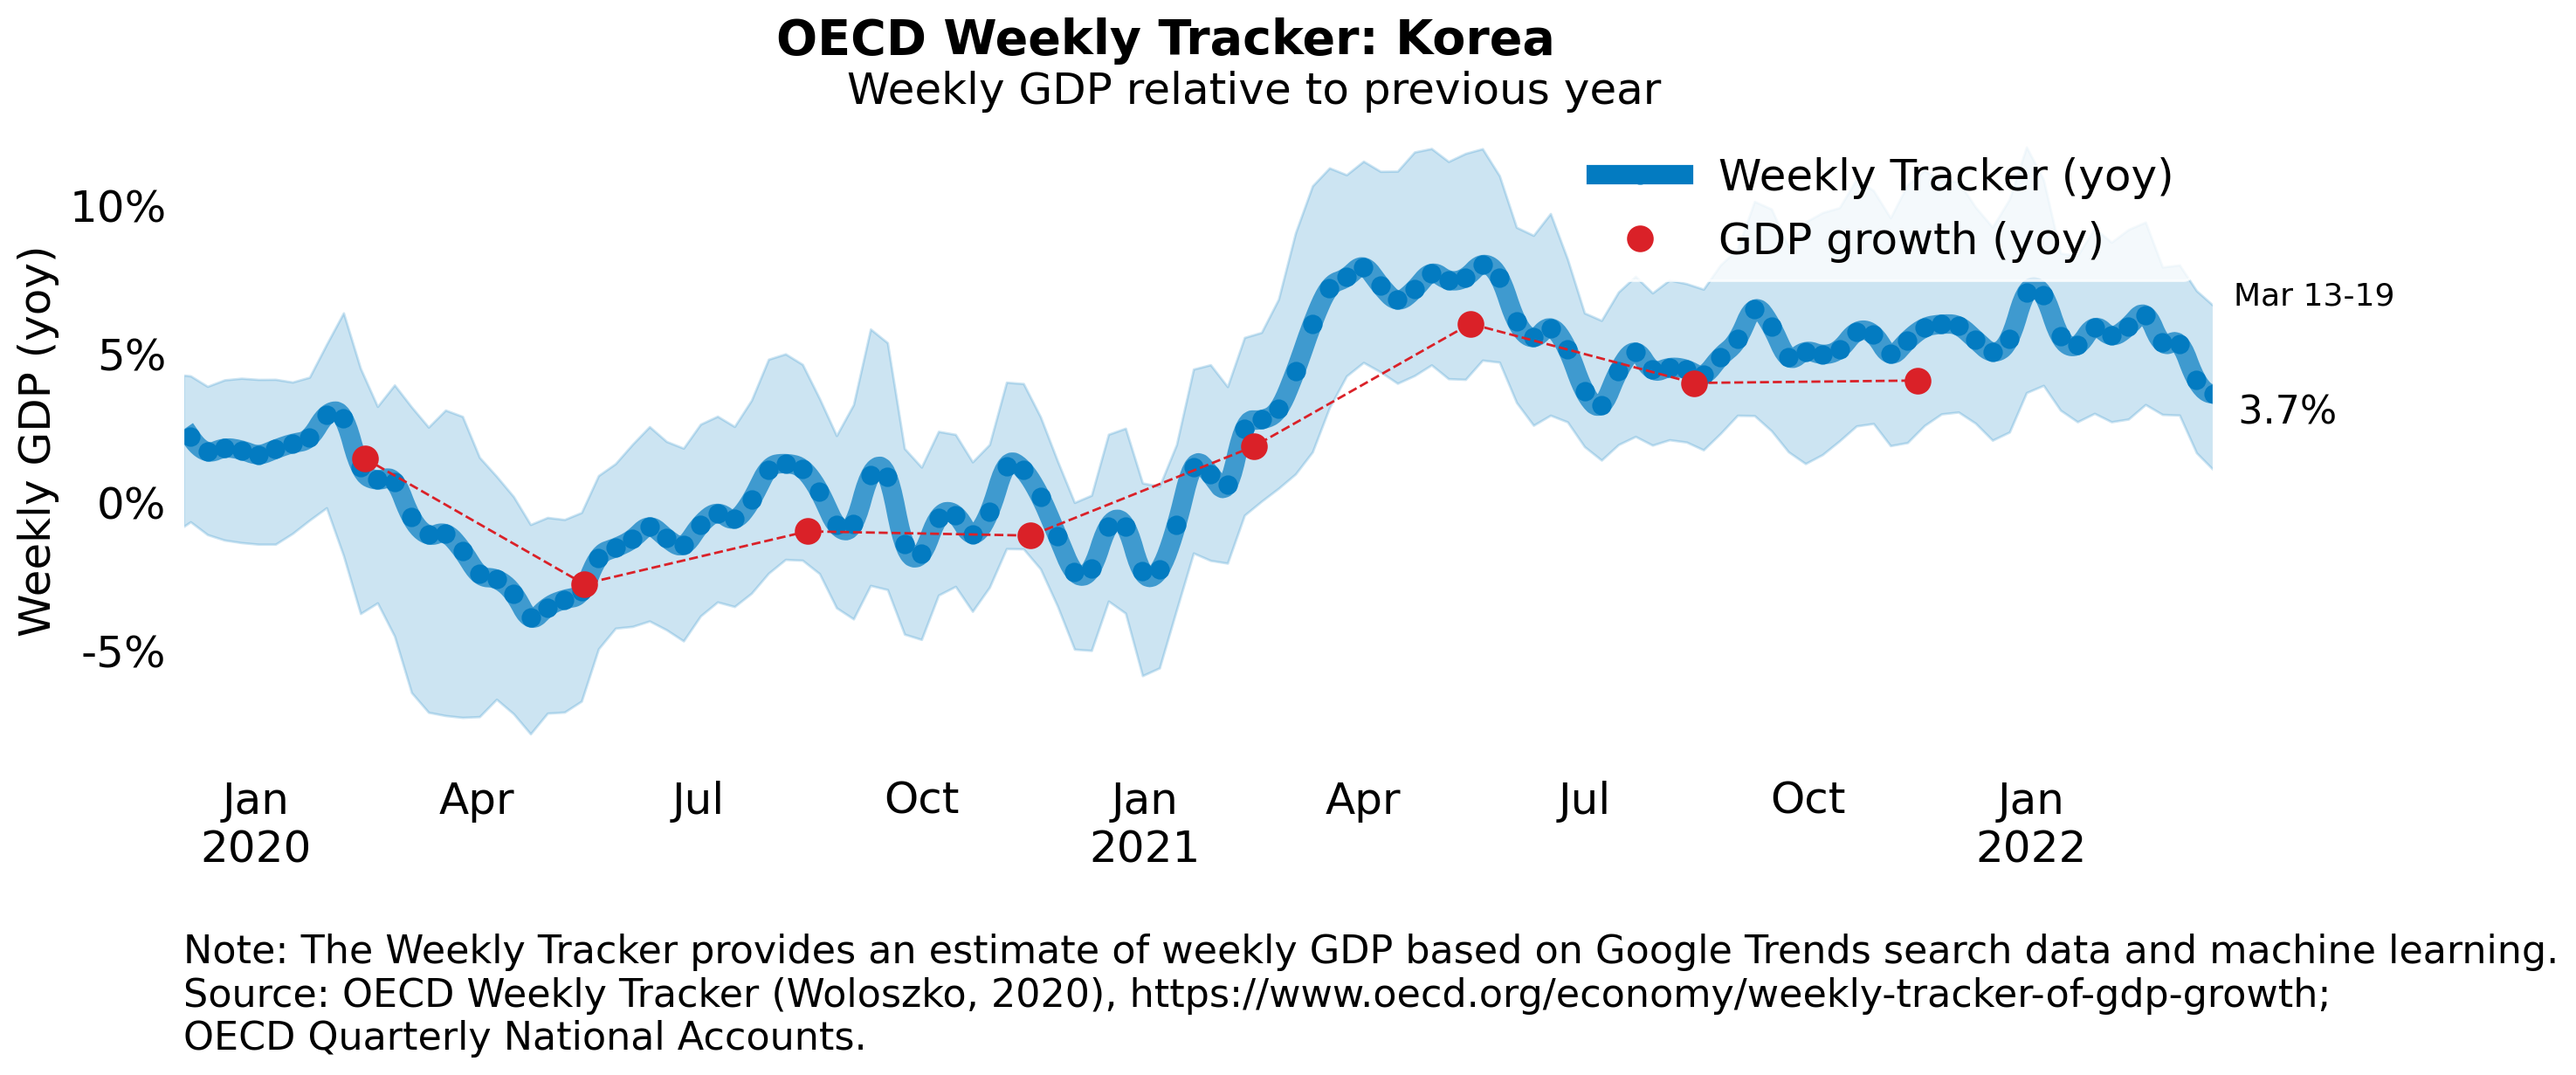 OECD Weekly Tracker: Korea
Weekly GDP relative to previous year
Weekly GDP (yoy)
10%
5%
0%
-5%
Weekly Tracker (yoy)
GDP growth (yoy)
Mar 13-19
3.7%
Jan Apr Jul Oct Jan Apr Jul Oct Jan
2020 2021 2022
Note: The Weekly Tracker provides an estimate of weekly GDP based on Google Trends search data and machine learning.
Source: OECD Weekly Tracker (Woloszko, 2020), https://www.oecd.org/economy/weekly-tracker-of-gdp-growth;
OECD Quarterly National Accounts.